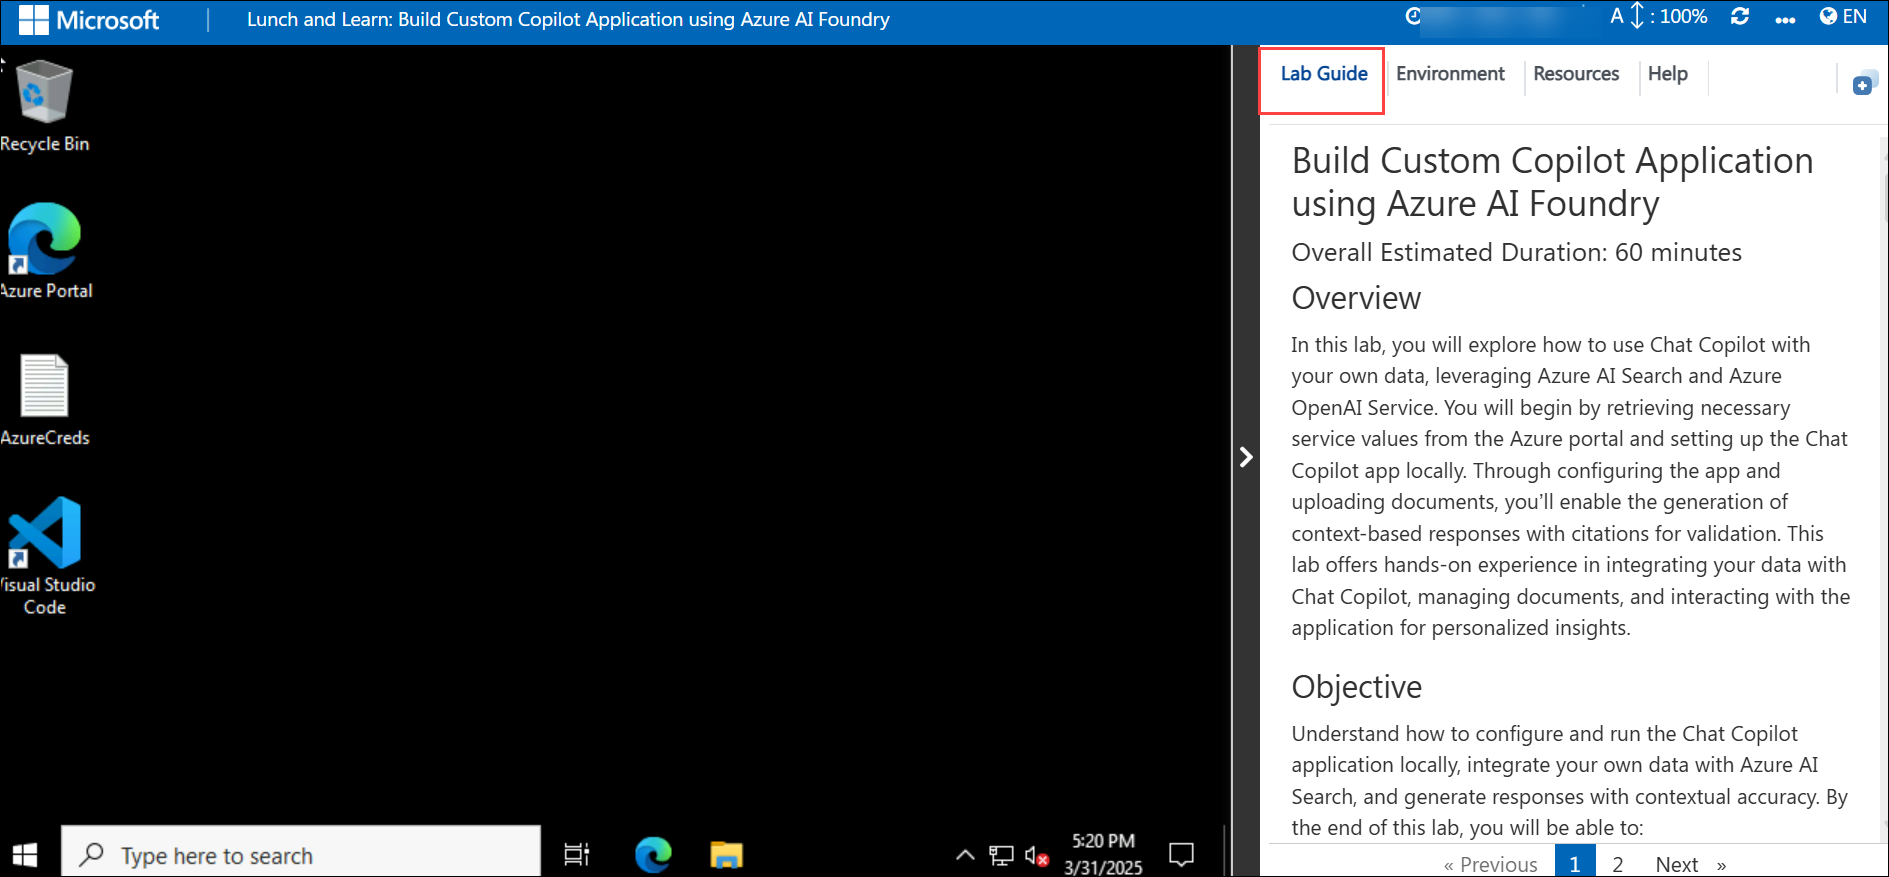 Microsoft
Lunch and Learn: Build Custom Copilot Application using Azure AI Foundry
A : 100%
EN
Recycle Bin
Azure Portal
AzureCreds
Visual Studio
Code
Type here to search
5:20 PM
3/31/2025
Lab Guide
Environment
Resources
Help
Build Custom Copilot Application
using Azure AI Foundry
Overall Estimated Duration: 60 minutes
Overview
In this lab, you will explore how to use Chat Copilot with
your own data, leveraging Azure AI Search and Azure
OpenAI Service. You will begin by retrieving necessary
service values from the Azure portal and setting up the Chat
Copilot app locally. Through configuring the app and
uploading documents, you'll enable the generation of
context-based responses with citations for validation. This
lab offers hands-on experience in integrating your data with
Chat Copilot, managing documents, and interacting with the
application for personalized insights.
Objective
Understand how to configure and run the Chat Copilot
application locally, integrate your own data with Azure AI
Search, and generate responses with contextual accuracy. By
the end of this lab, you will be able to:
« Previous 1 2 Next »